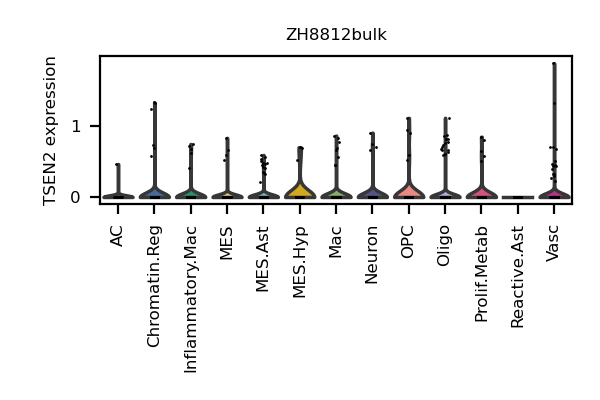 ZH8812bulk
TSEN2 expression
1
0
AC
Chromatin.Reg
Inflammatory.Mac
MES
MES.Ast
MES.Hyp
Mac
Neuron
OPC
Oligo
Prolif.Metab
Reactive.Ast
Vasc